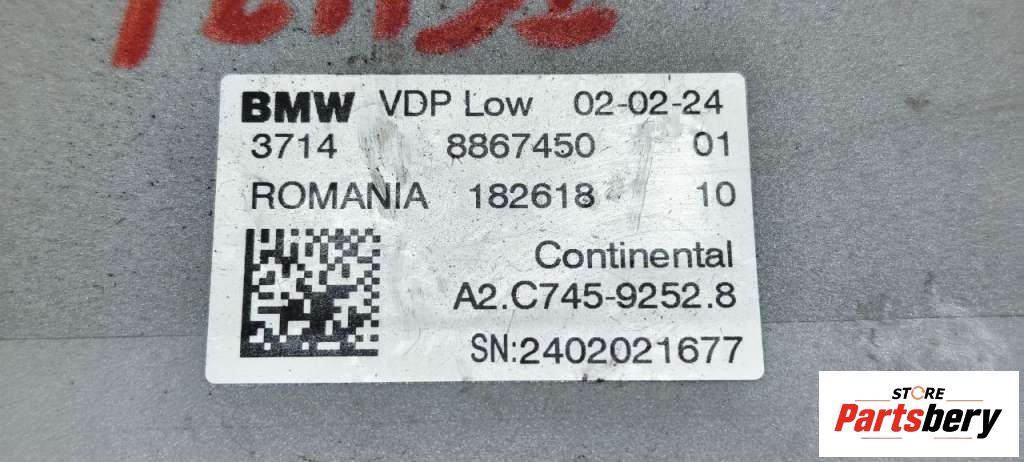 BMW VDP Low 02-02-24
3714 8867450 01
ROMANIA 182618 10
Continental
A2.C745-9252.8
SN:2402021677
STORE
Partsbery